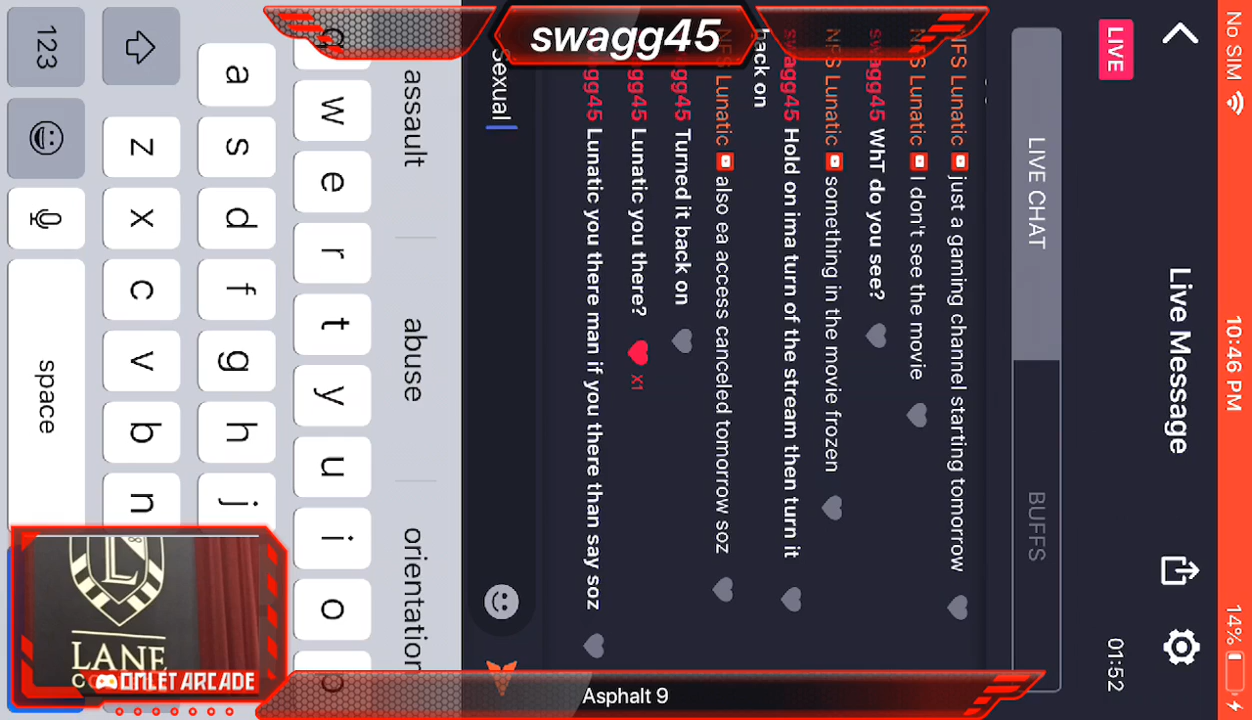 swagg45
No SIM
10:46 PM
14%
Live Message
LIVE
01:52
LIVE CHAT
BUFFS
NFS Lunatic just a gaming channel starting tomorrow
NFS Lunatic I don't see the movie
swagg45 WhT do you see?
NFS Lunatic something in the movie frozen
swagg45 Hold on ima turn of the stream then turn it
back on
NFS Lunatic also ea access canceled tomorrow soz
swagg45 Turned it back on
swagg45 Lunatic you there? X1
swagg45 Lunatic you there man if you there than say soz
Sexual
assault abuse orientation
q w e r t y u i o p
a s d f g h j
z x c v b n
123 space
L
LANE
OMLET ARCADE
Asphalt 9